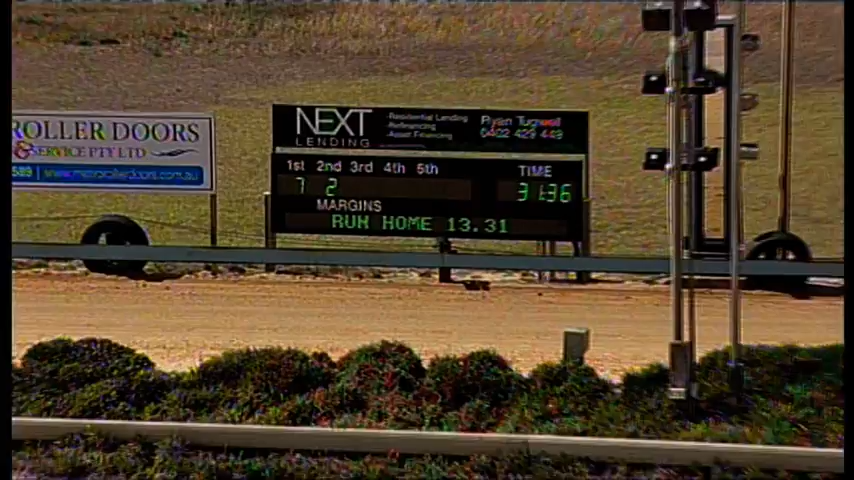 ROLLER DOORS
& SERVICE PTY LTD
589 | www.metrorollerdoors.com.au
NEXT
LENDING
Residential Lending
Refinancing
Asset Financing
Ryan Tugwell
0402 429 449
1st 2nd 3rd 4th 5th TIME
7 2 31:36
MARGINS
RUN HOME 13.31